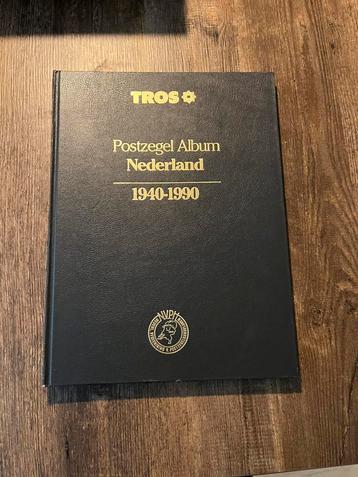 TROS
Postzegel Album
Nederland
1940-1990
NVPH